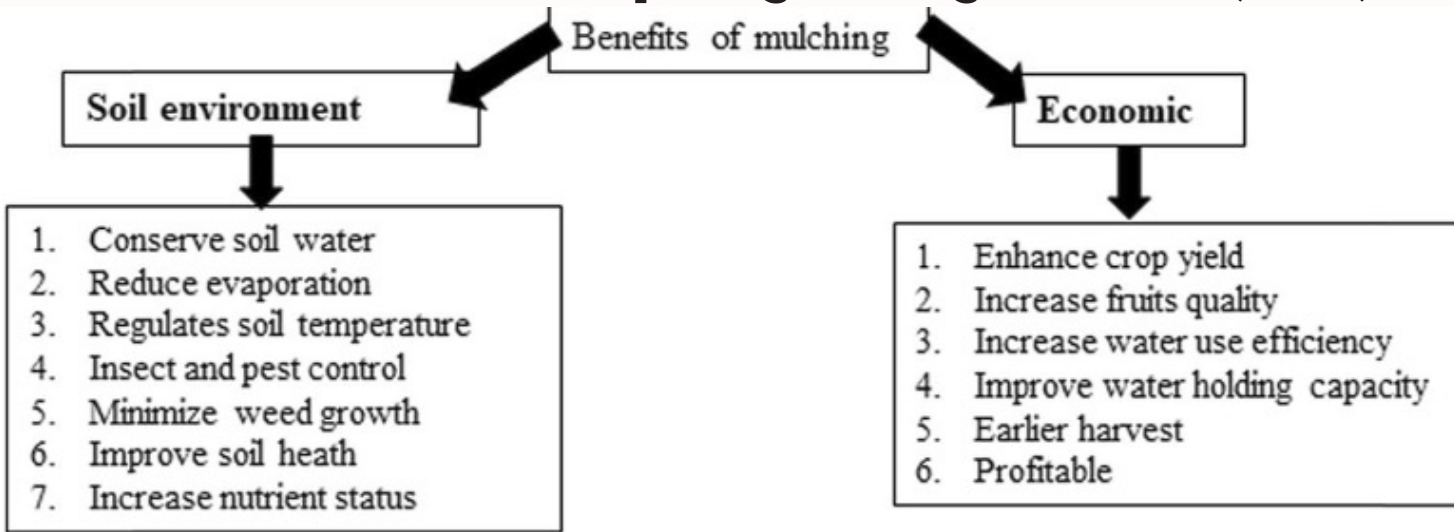 Benefits of mulching
Soil environment
Economic
1. Conserve soil water
2. Reduce evaporation
3. Regulates soil temperature
4. Insect and pest control
5. Minimize weed growth
6. Improve soil heath
7. Increase nutrient status
1. Enhance crop yield
2. Increase fruits quality
3. Increase water use efficiency
4. Improve water holding capacity
5. Earlier harvest
6. Profitable